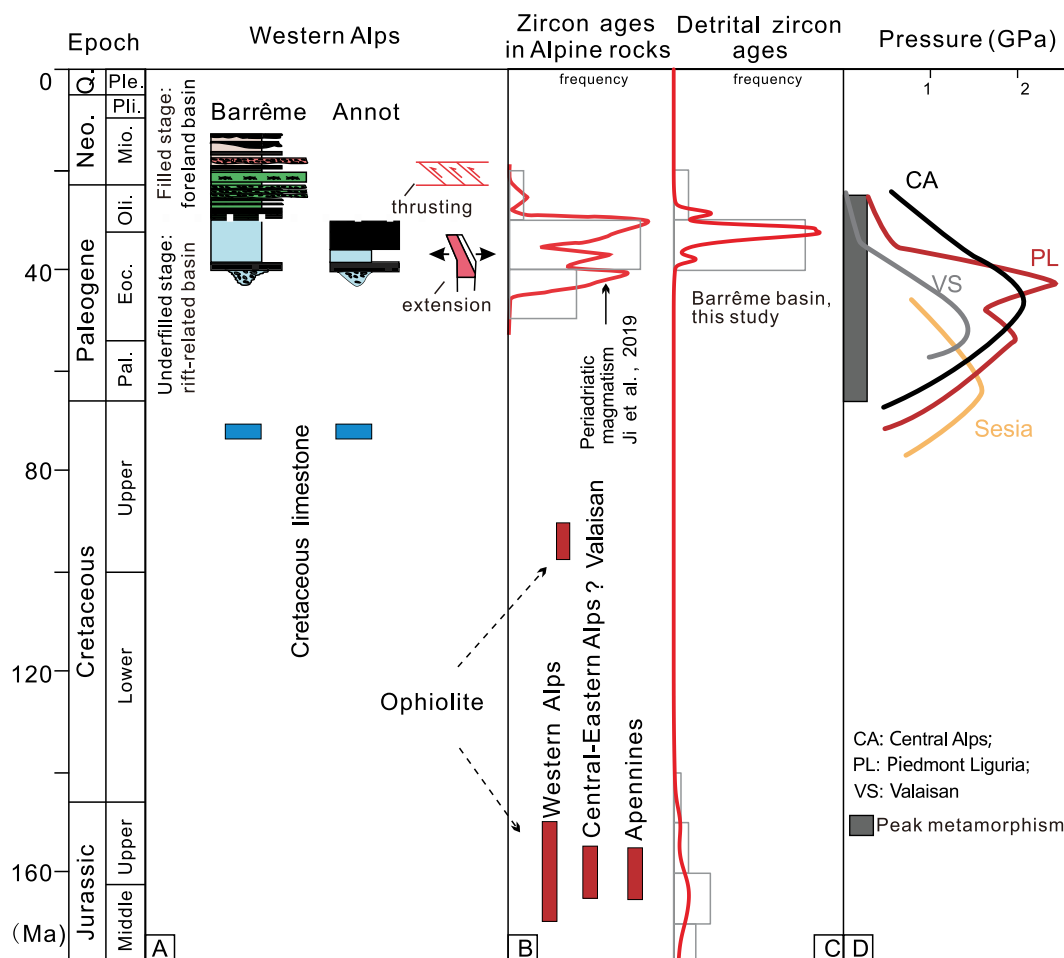 Epoch
Western Alps
Zircon ages
in Alpine rocks
Detrital zircon
ages
Pressure (GPa)
frequency
frequency
1
2
0
40
80
120
160
(Ma)
Q.
Neo.
Paleogene
Cretaceous
Jurassic
Ple.
Pli.
Mio.
Oli.
Eoc.
Pal.
Upper
Lower
Upper
Middle
Filled stage:
foreland basin
Underfilled stage:
rift-related basin
Barrême
Annot
thrusting
extension
Cretaceous limestone
Ophiolite
Periadriatic
magmatism
Ji et al., 2019
Western Alps
Central-Eastern Alps ? Valaisan
Apennines
Barrême basin,
this study
CA
PL
VS
Sesia
CA: Central Alps;
PL: Piedmont Liguria;
VS: Valaisan
Peak metamorphism
A
B
C
D